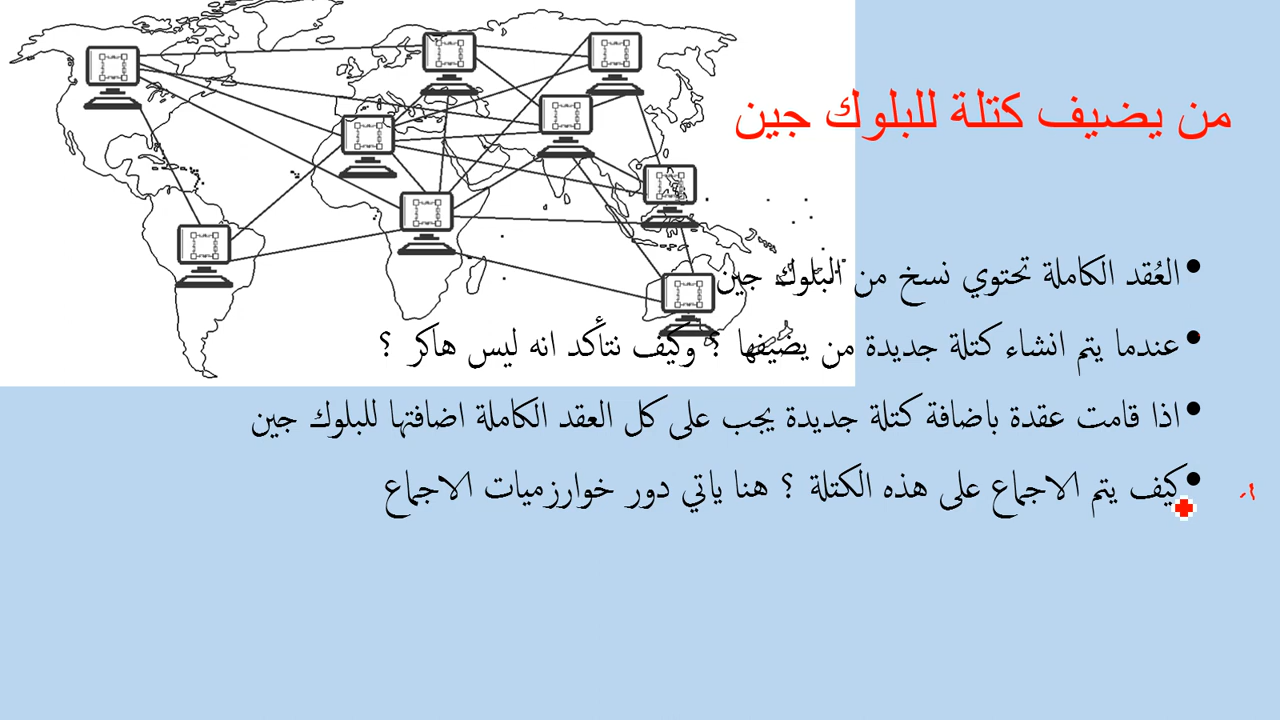 من يضيف كتلة للبلوك جين
• العُقد الكاملة تحتوي نسخ من البلوك جين
• عندما يتم انشاء كتلة جديدة من يضيفها ؟ وكيف نتأكد انه ليس هاكر ؟
• اذا قامت عقدة باضافة كتلة جديدة يجب على كل العقد الكاملة اضافتها للبلوك جين
• كيف يتم الاجماع على هذه الكتلة ؟ هنا ياتي دور خوارزميات الاجماع